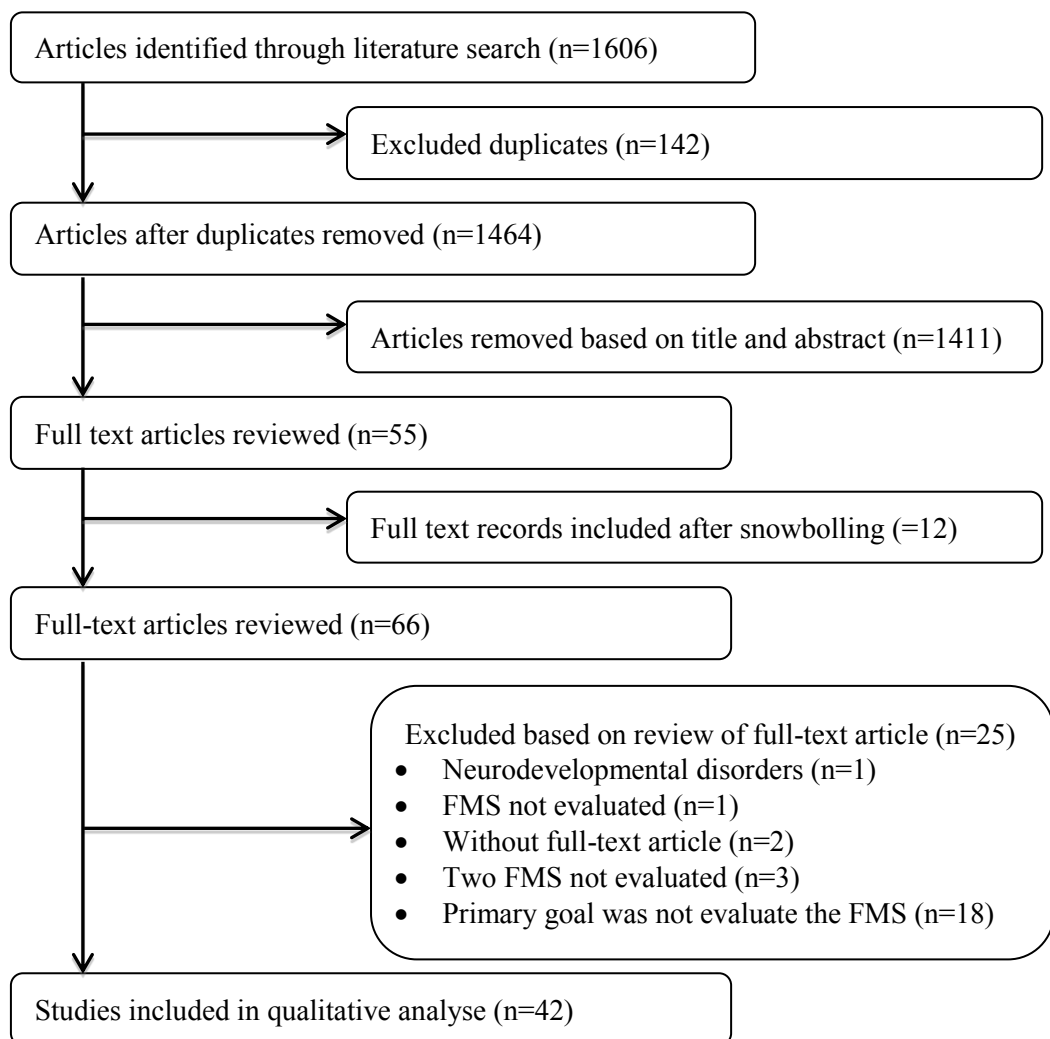 Articles identified through literature search (n=1606)
Excluded duplicates (n=142)
Articles after duplicates removed (n=1464)
Articles removed based on title and abstract (n=1411)
Full text articles reviewed (n=55)
Full text records included after snowbolling (=12)
Full-text articles reviewed (n=66)
Excluded based on review of full-text article (n=25)
• Neurodevelopmental disorders (n=1)
• FMS not evaluated (n=1)
• Without full-text article (n=2)
• Two FMS not evaluated (n=3)
• Primary goal was not evaluate the FMS (n=18)
Studies included in qualitative analyse (n=42)